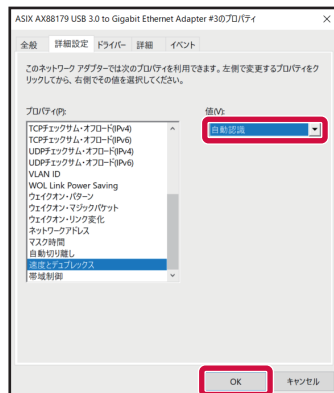 ASIX AX88179 USB 3.0 to Gigabit Ethernet Adapter #3のプロパティ
全般 詳細設定 ドライバー 詳細 イベント
このネットワーク アダプターでは次のプロパティを利用できます。左側で変更するプロパティをク
リックしてから、右側でその値を選択してください。
プロパティ(P):
値(V):
TCPチェックサム・オフロード(IPv4)
TCPチェックサム・オフロード(IPv6)
UDPチェックサム・オフロード(IPv4)
UDPチェックサム・オフロード(IPv6)
VLAN ID
WOL Link Power Saving
ウェイクオン・パターン
ウェイクオン・マジックパケット
ウェイクオン・リンク変化
ネットワークアドレス
マスク時間
自動切り離し
速度とデュプレックス
帯域制御
自動認識
OK キャンセル